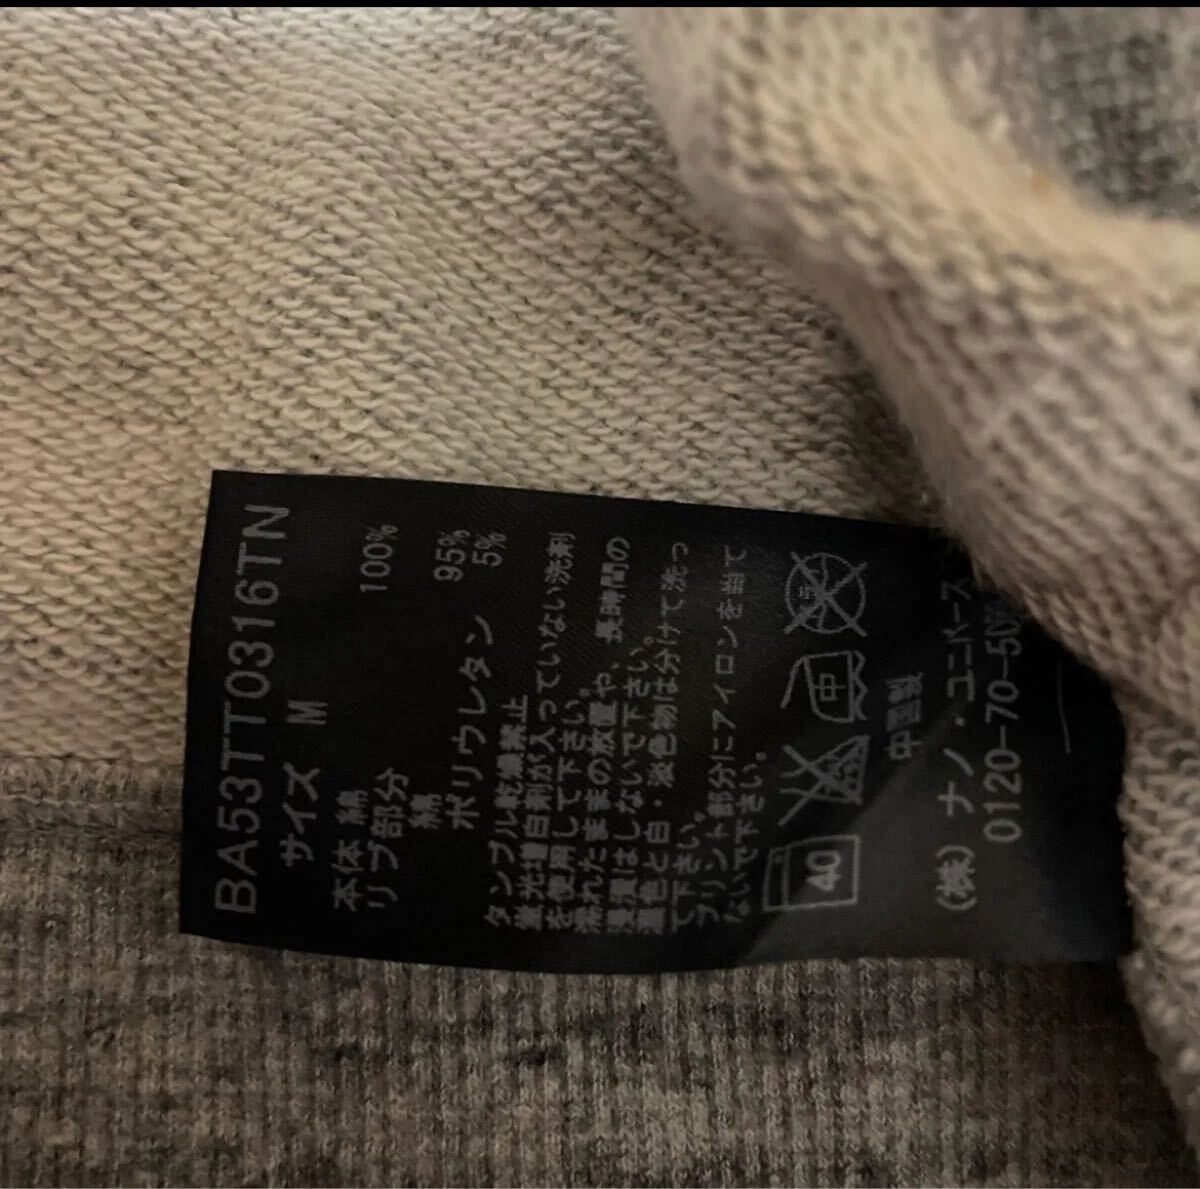 BA53TT0316TN
サイズ M
本体 綿 100%
リブ部分
綿 95%
ポリウレタン 5%
タンブル乾燥禁止
蛍光増白剤が入っていない洗剤
を使用して下さい。
濡れたままの放置や、長時間の
浸漬はしないで下さい。
濃色と白・淡色物は分けて洗っ
て下さい。
プリント部分にアイロンを当て
ないで下さい。
40
中
中国製
(株) ナノ・ユニバース
0120-70-50